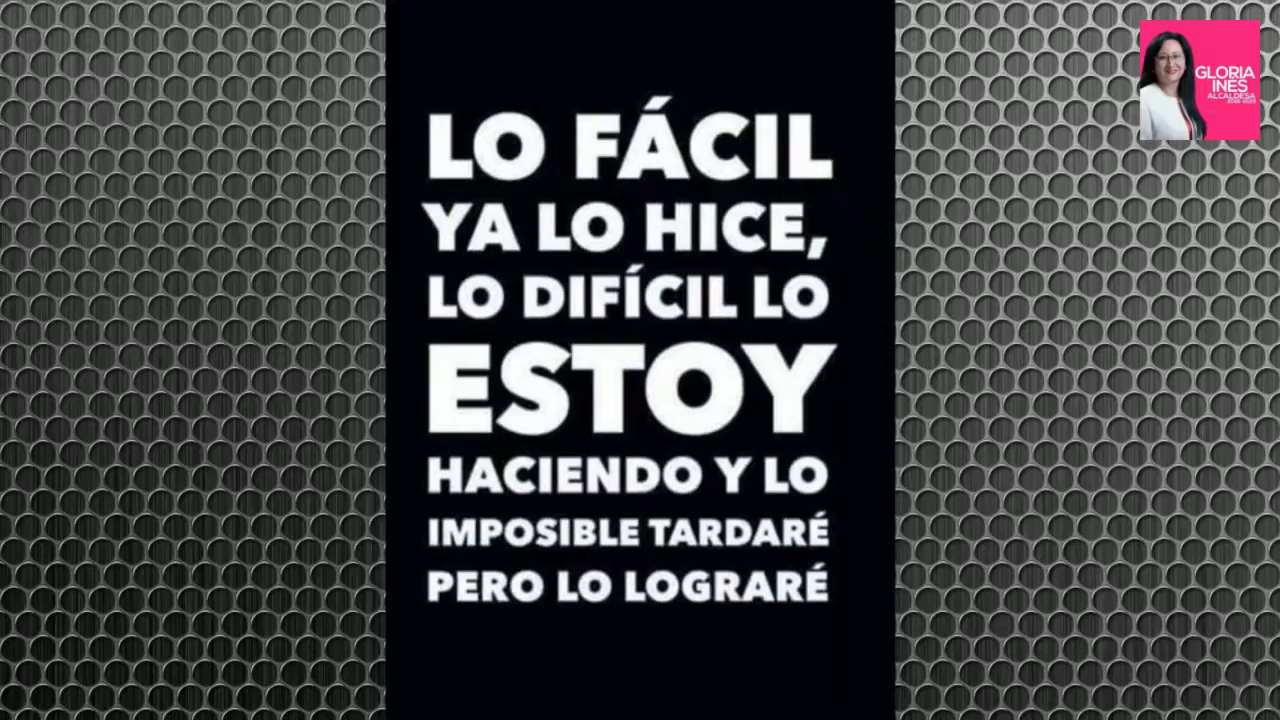 LO FÁCIL
YA LO HICE,
LO DIFÍCIL LO
ESTOY
HACIENDO Y LO
IMPOSIBLE TARDARÉ
PERO LO LOGRARÉ
GLORIA
INES
ALCALDESA